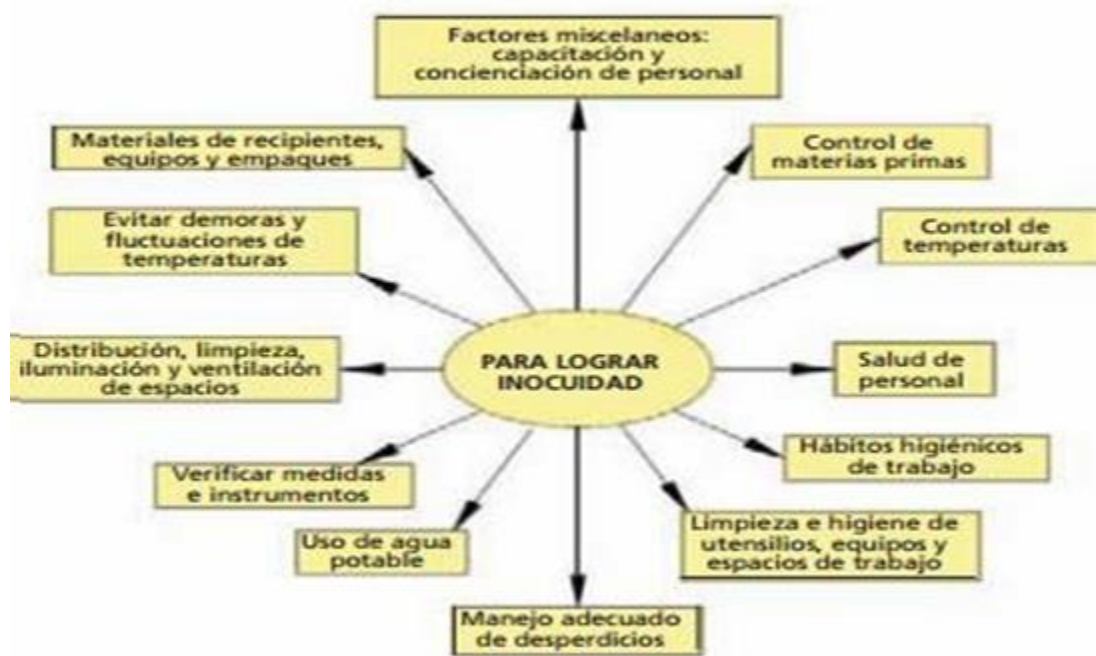 Factores miscelaneos:
capacitación y
concienciación de personal
Materiales de recipientes,
equipos y empaques
Control de
materias primas
Evitar demoras y
fluctuaciones de
temperaturas
Control de
temperaturas
Distribución, limpieza,
iluminación y ventilación
de espacios
PARA LOGRAR
INOCUIDAD
Salud de
personal
Verificar medidas
e instrumentos
Hábitos higiénicos
de trabajo
Uso de agua
potable
Limpieza e higiene de
utensilios, equipos y
espacios de trabajo
Manejo adecuado
de desperdicios